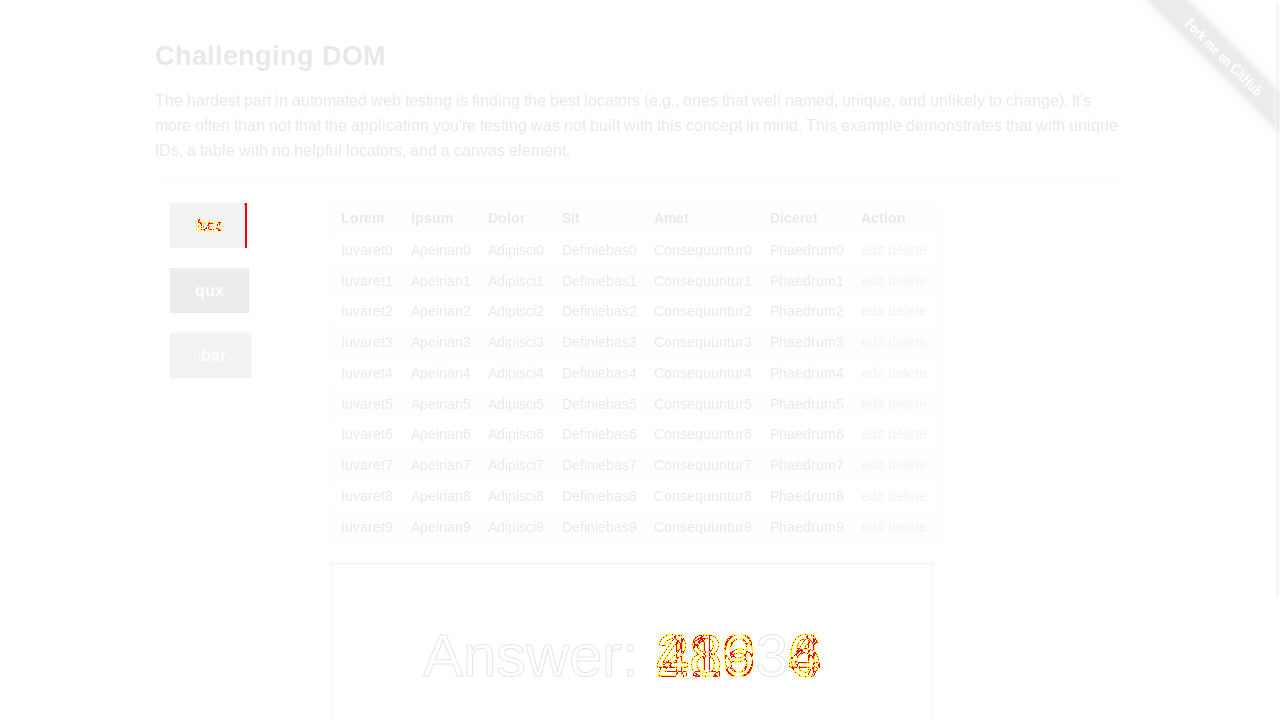 Fork me on GitHub
Challenging DOM
The hardest part in automated web testing is finding the best locators (e.g., ones that well named, unique, and unlikely to change). It's
more often than not that the application you're testing was not built with this concept in mind. This example demonstrates that with unique
IDs, a table with no helpful locators, and a canvas element.
qux
bar
Lorem Ipsum Dolor Sit Amet Diceret Action
Iuvaret0 Apeirian0 Adipisci0 Definiebas0 Consequuntur0 Phaedrum0 edit delete
Iuvaret1 Apeirian1 Adipisci1 Definiebas1 Consequuntur1 Phaedrum1 edit delete
Iuvaret2 Apeirian2 Adipisci2 Definiebas2 Consequuntur2 Phaedrum2 edit delete
Iuvaret3 Apeirian3 Adipisci3 Definiebas3 Consequuntur3 Phaedrum3 edit delete
Iuvaret4 Apeirian4 Adipisci4 Definiebas4 Consequuntur4 Phaedrum4 edit delete
Iuvaret5 Apeirian5 Adipisci5 Definiebas5 Consequuntur5 Phaedrum5 edit delete
Iuvaret6 Apeirian6 Adipisci6 Definiebas6 Consequuntur6 Phaedrum6 edit delete
Iuvaret7 Apeirian7 Adipisci7 Definiebas7 Consequuntur7 Phaedrum7 edit delete
Iuvaret8 Apeirian8 Adipisci8 Definiebas8 Consequuntur8 Phaedrum8 edit delete
Iuvaret9 Apeirian9 Adipisci9 Definiebas9 Consequuntur9 Phaedrum9 edit delete
Answer: